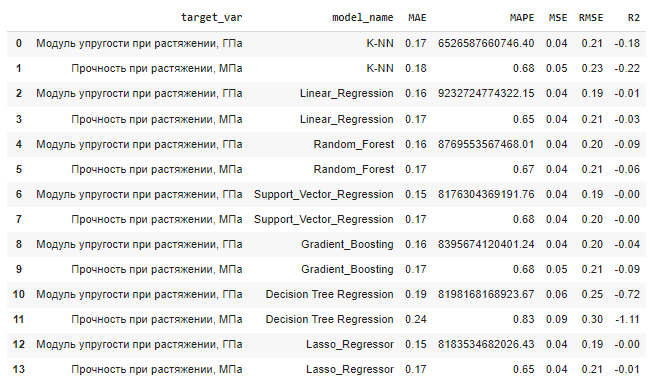 target_var model_name MAE MAPE MSE RMSE R2
0 Модуль упругости при растяжении, ГПа K-NN 0.17 6526587660746.40 0.04 0.21 -0.18
1 Прочность при растяжении, МПа K-NN 0.18 0.68 0.05 0.23 -0.22
2 Модуль упругости при растяжении, ГПа Linear_Regression 0.16 9232724774322.15 0.04 0.19 -0.01
3 Прочность при растяжении, МПа Linear_Regression 0.17 0.65 0.04 0.21 -0.03
4 Модуль упругости при растяжении, ГПа Random_Forest 0.16 8769553567468.01 0.04 0.20 -0.09
5 Прочность при растяжении, МПа Random_Forest 0.17 0.67 0.04 0.21 -0.06
6 Модуль упругости при растяжении, ГПа Support_Vector_Regression 0.15 8176304369191.76 0.04 0.19 -0.00
7 Прочность при растяжении, МПа Support_Vector_Regression 0.17 0.68 0.04 0.20 -0.00
8 Модуль упругости при растяжении, ГПа Gradient_Boosting 0.16 8395674120401.24 0.04 0.20 -0.04
9 Прочность при растяжении, МПа Gradient_Boosting 0.17 0.68 0.05 0.21 -0.09
10 Модуль упругости при растяжении, ГПа Decision Tree Regression 0.19 8198168168923.67 0.06 0.25 -0.72
11 Прочность при растяжении, МПа Decision Tree Regression 0.24 0.83 0.09 0.30 -1.11
12 Модуль упругости при растяжении, ГПа Lasso_Regressor 0.15 8183534682026.43 0.04 0.19 -0.00
13 Прочность при растяжении, МПа Lasso_Regressor 0.17 0.65 0.04 0.21 -0.01